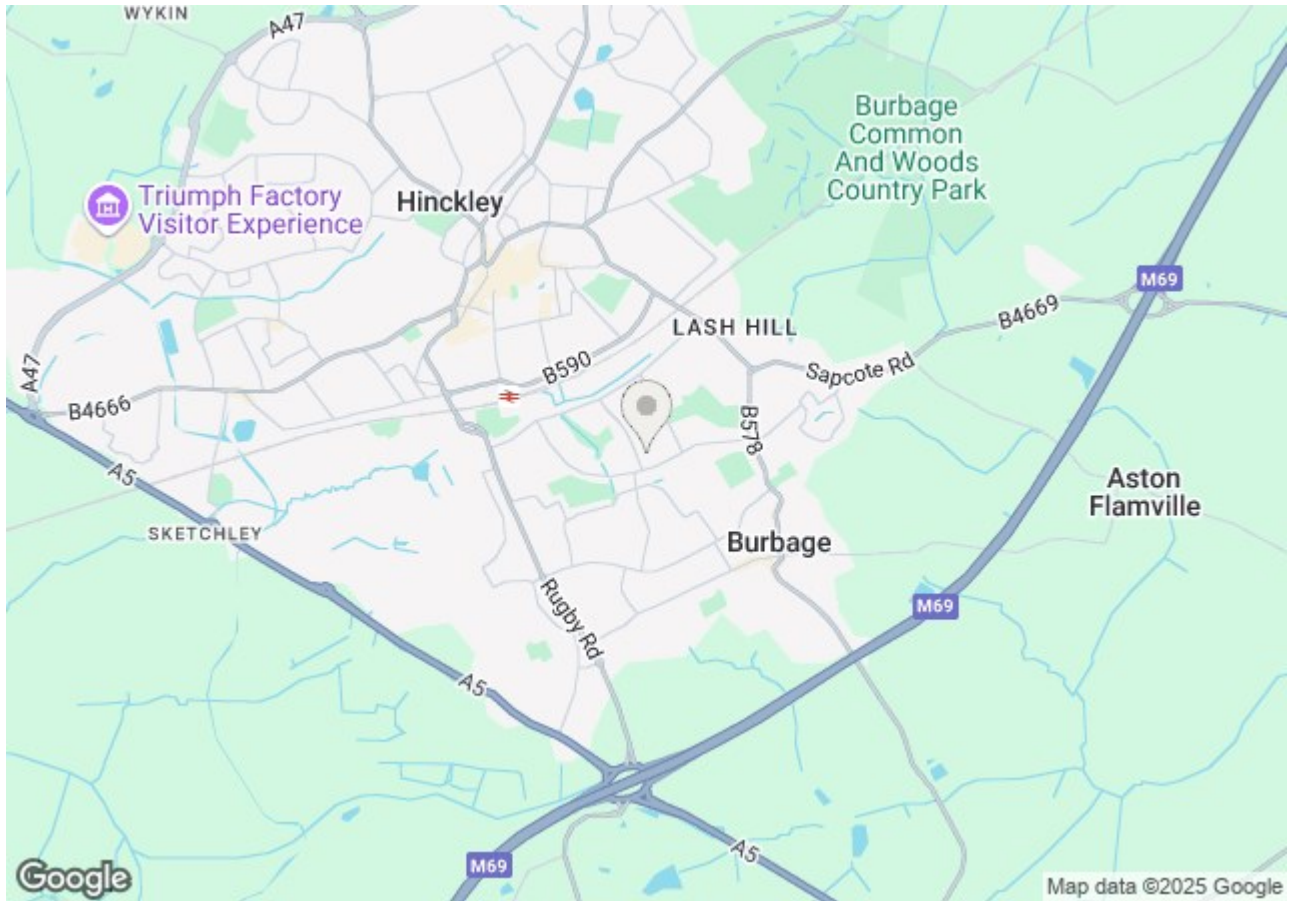 WYKIN
A47
Burbage
Common
And Woods
Country Park
Triumph Factory
Visitor Experience
Hinckley
M69
B4669
LASH HILL
A47
B590
Sapcote Rd
B4666
B578
A5
Aston
Flamville
SKETCHLEY
Burbage
Rugby Rd
M69
A5
A5
M69
Google
Map data ©2025 Google